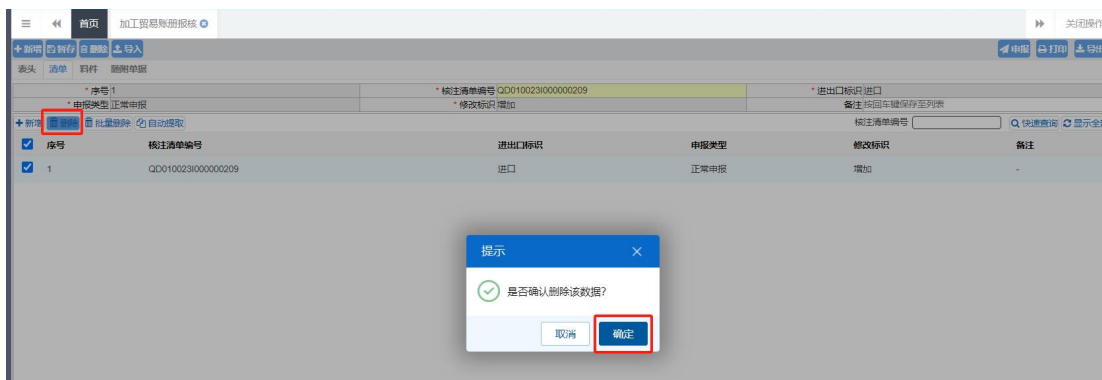 首页 加工贸易账册报核 关闭操作
+新增 暂存 删除 导入 申报 打印 导出
表头 清单 料件 随附单据
* 序号 1 * 核注清单编号 QD010023I000000209 * 进出口标识 进口
* 申报类型 正常申报 * 修改标识 增加 备注 按回车键保存至列表
+新增 删除 批量删除 自动提取 核注清单编号 快速查询 显示全部
序号 核注清单编号 进出口标识 申报类型 修改标识 备注
1 QD010023I000000209 进口 正常申报 增加 -
提示
是否确认删除该数据?
取消 确定